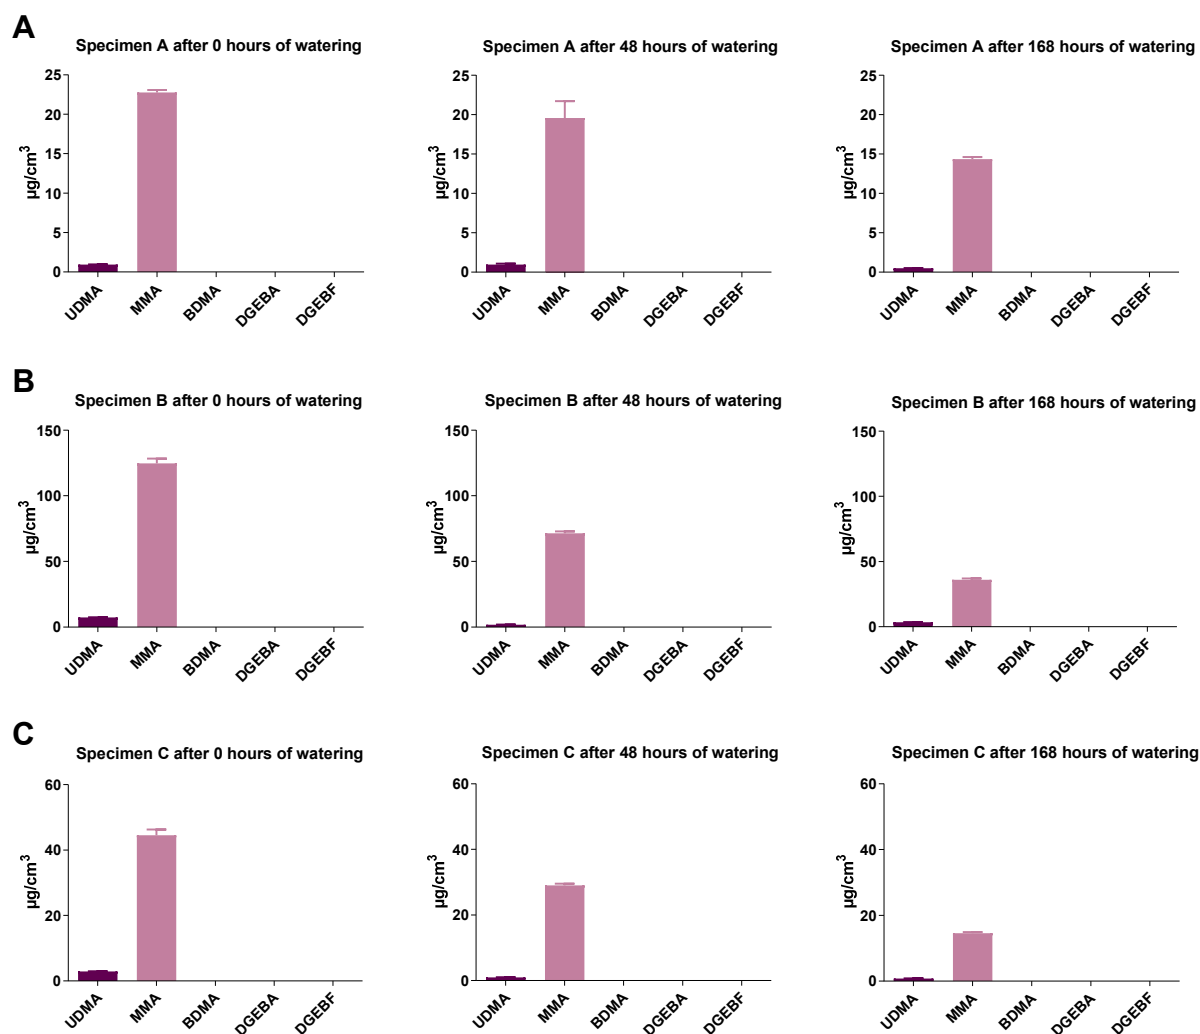 A
Specimen A after 0 hours of watering
Specimen A after 48 hours of watering
Specimen A after 168 hours of watering
µg/cm³
25
20
15
10
5
0
UDMA
MMA
BDMA
DGEBA
DGEBF
µg/cm³
25
20
15
10
5
0
UDMA
MMA
BDMA
DGEBA
DGEBF
µg/cm³
25
20
15
10
5
0
UDMA
MMA
BDMA
DGEBA
DGEBF
B
Specimen B after 0 hours of watering
Specimen B after 48 hours of watering
Specimen B after 168 hours of watering
µg/cm³
150
100
50
0
UDMA
MMA
BDMA
DGEBA
DGEBF
µg/cm³
150
100
50
0
UDMA
MMA
BDMA
DGEBA
DGEBF
µg/cm³
150
100
50
0
UDMA
MMA
BDMA
DGEBA
DGEBF
C
Specimen C after 0 hours of watering
Specimen C after 48 hours of watering
Specimen C after 168 hours of watering
µg/cm³
60
40
20
0
UDMA
MMA
BDMA
DGEBA
DGEBF
µg/cm³
60
40
20
0
UDMA
MMA
BDMA
DGEBA
DGEBF
µg/cm³
60
40
20
0
UDMA
MMA
BDMA
DGEBA
DGEBF